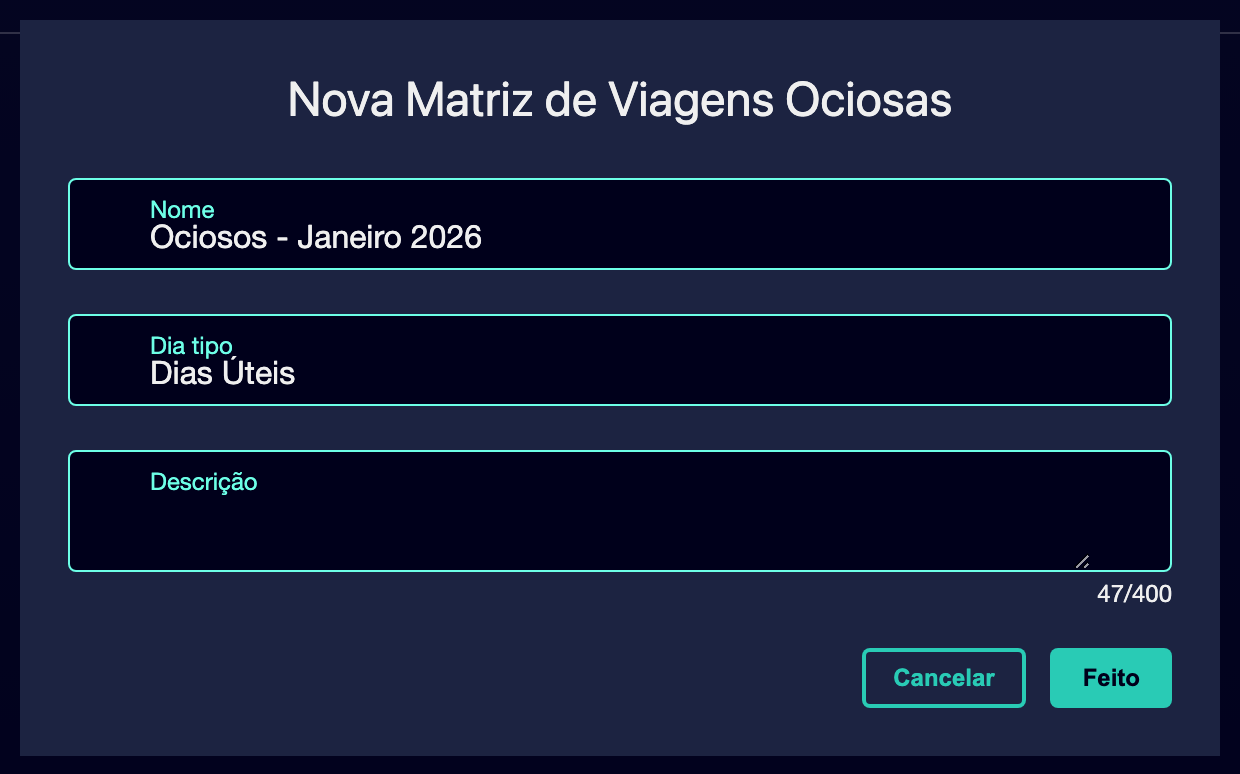 Nova Matriz de Viagens Ociosas
Nome
Ociosos - Janeiro 2026
Dia tipo
Dias Úteis
Descrição
47/400
Cancelar
Feito